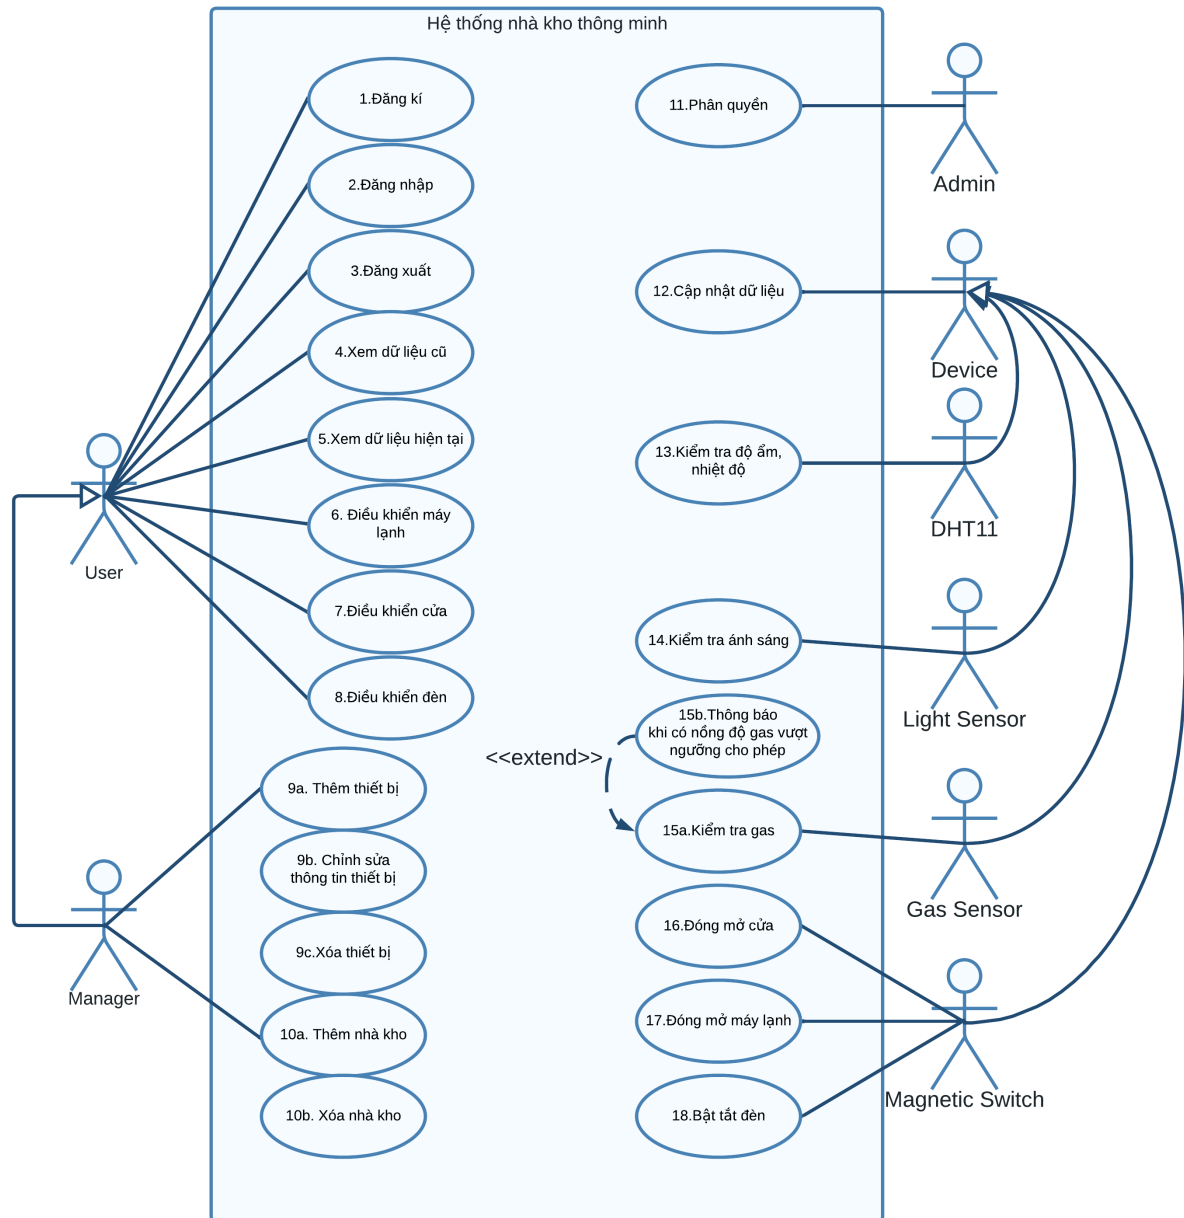 Hệ thống nhà kho thông minh
1.Đăng kí
2.Đăng nhập
3.Đăng xuất
4.Xem dữ liệu cũ
5.Xem dữ liệu hiện tại
6. Điều khiển máy
lạnh
7.Điều khiển cửa
8.Điều khiển đèn
9a. Thêm thiết bị
9b. Chỉnh sửa
thông tin thiết bị
9c.Xóa thiết bị
10a. Thêm nhà kho
10b. Xóa nhà kho
User
Manager
<<extend>>
11.Phân quyền
12.Cập nhật dữ liệu
13.Kiểm tra độ ẩm,
nhiệt độ
14.Kiểm tra ánh sáng
15b.Thông báo
khi có nồng độ gas vượt
ngưỡng cho phép
15a.Kiểm tra gas
16.Đóng mở cửa
17.Đóng mở máy lạnh
18.Bật tắt đèn
Admin
Device
DHT11
Light Sensor
Gas Sensor
Magnetic Switch